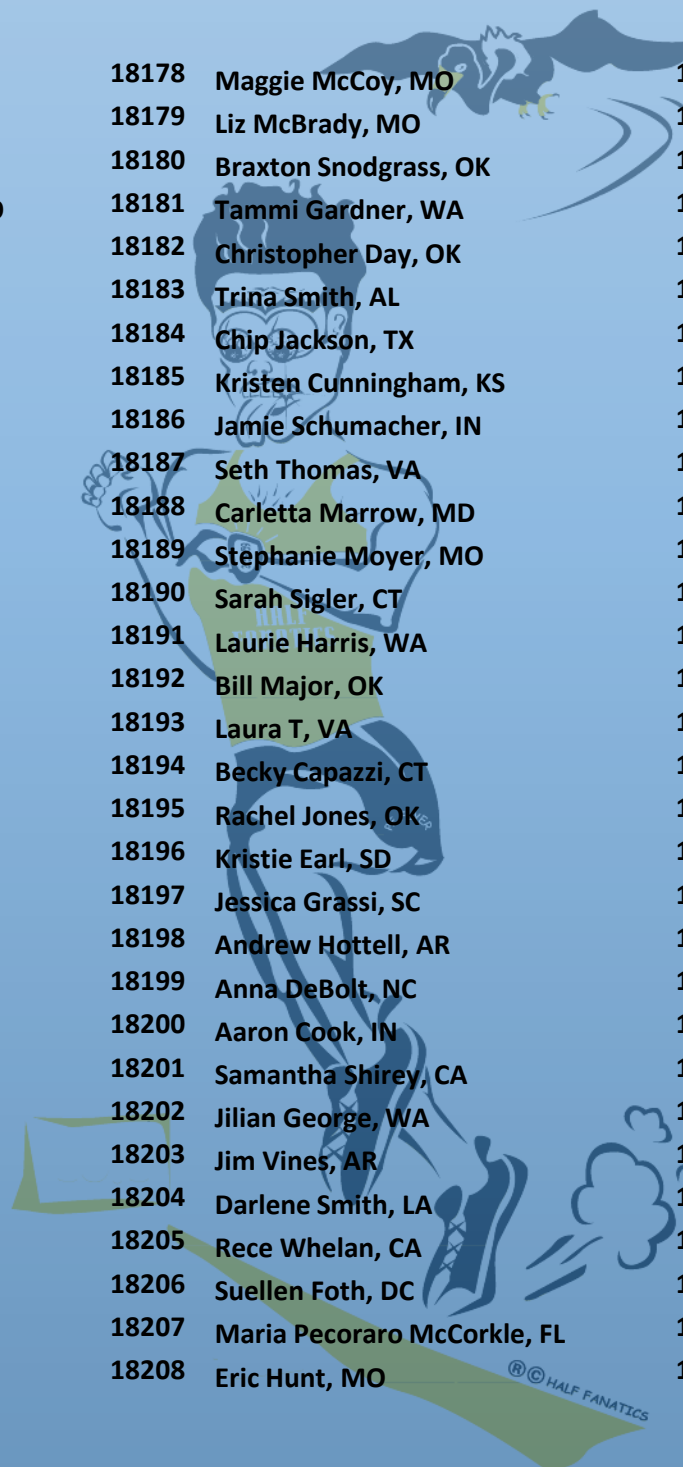 18178 Maggie McCoy, MO
18179 Liz McBrady, MO
18180 Braxton Snodgrass, OK
18181 Tammi Gardner, WA
18182 Christopher Day, OK
18183 Trina Smith, AL
18184 Chip Jackson, TX
18185 Kristen Cunningham, KS
18186 Jamie Schumacher, IN
18187 Seth Thomas, VA
18188 Carletta Marrow, MD
18189 Stephanie Moyer, MO
18190 Sarah Sigler, CT
18191 Laurie Harris, WA
18192 Bill Major, OK
18193 Laura T, VA
18194 Becky Capazzi, CT
18195 Rachel Jones, OK
18196 Kristie Earl, SD
18197 Jessica Grassi, SC
18198 Andrew Hottell, AR
18199 Anna DeBolt, NC
18200 Aaron Cook, IN
18201 Samantha Shirey, CA
18202 Jilian George, WA
18203 Jim Vines, AR
18204 Darlene Smith, LA
18205 Rece Whelan, CA
18206 Suellen Foth, DC
18207 Maria Pecoraro McCorkle, FL
18208 Eric Hunt, MO
®© HALF FANATICS
HALF
FANATICS